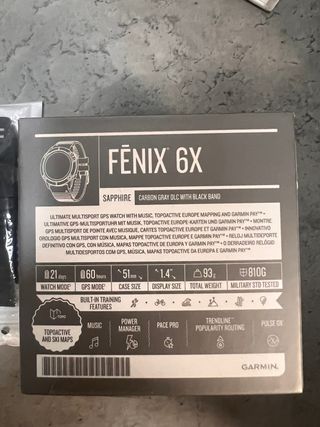 FĒNIX® 6X
SAPPHIRE | CARBON GRAY DLC WITH BLACK BAND
ULTIMATE MULTISPORT GPS WATCH WITH MUSIC, TOPOACTIVE EUROPE MAPPING AND GARMIN PAY™ •
ULTIMATIVE GPS-MULTISPORTUHR MIT MUSIK, TOPOACTIVE EUROPA UND GARMIN PAY™ • MONTRE
GPS MULTISPORT DE PONTE AVEC MUSIQUE, CARTES TOPOACTIVE EUROPE ET GARMIN PAY™ • INNOVATIVO
OROLOGIO GPS MULTISPORT CON MUSICA, MAPPE TOPOACTIVE EUROPA E GARMIN PAY™ • RELOJ MULTIDEPORTE
DEFINITIVO CON GPS, CON MÚSICA, MAPAS TOPOACTIVE DE EUROPA Y GARMIN PAY™ • O DERRADEIRO RELÓGIO
MULTIDESPORTOS COM GPS, MÚSICA, MAPAS TOPOACTIVE DA EUROPA E GARMIN PAY™
21 days
60 hours
51 mm
1.4"
93 g
810G
WATCH MODE
GPS MODE
CASE SIZE
DISPLAY SIZE
TOTAL WEIGHT
MILITARY STD TESTED
BUILT-IN TRAINING
FEATURES
TOPO
TOPOACTIVE
AND SKI MAPS
MUSIC
POWER
MANAGER
PACE PRO
TRENDLINE™
POPULARITY ROUTING
PULSE OX
GARMIN